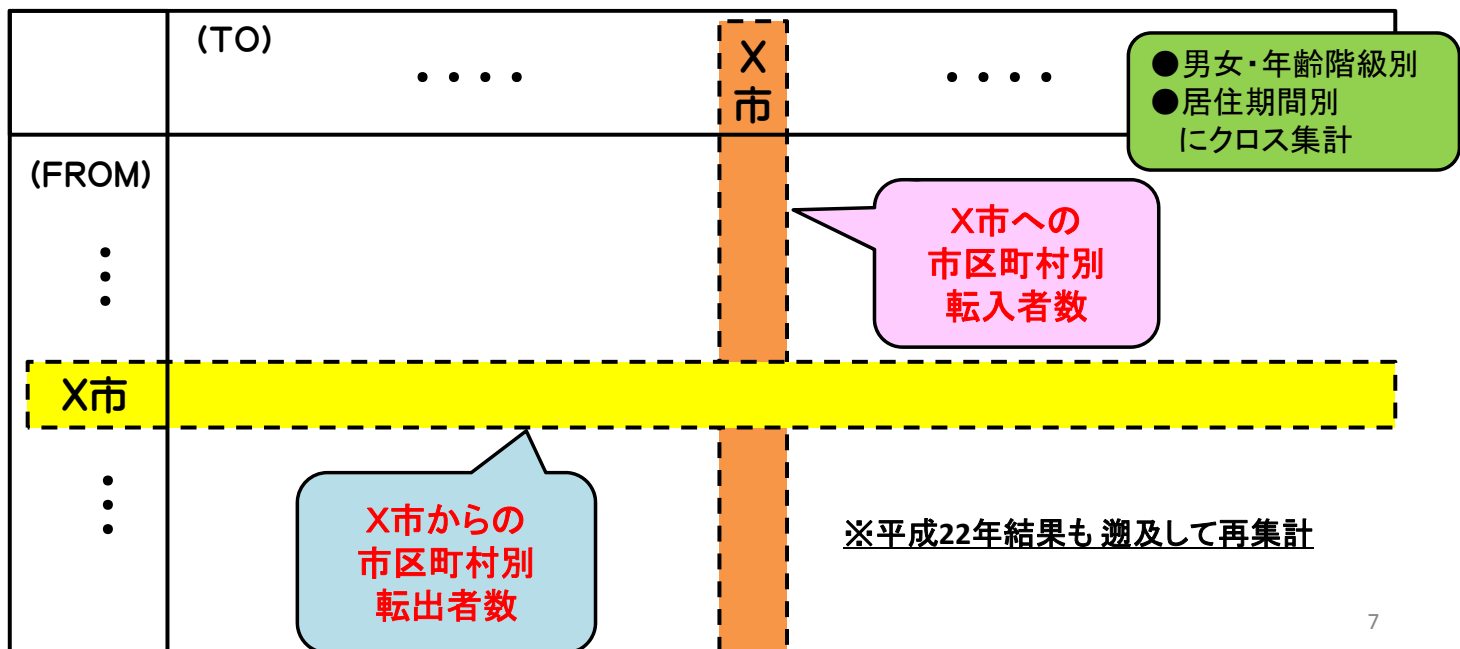 (TO)
・・・・
X
市
・・・・
●男女・年齢階級別
●居住期間別
にクロス集計
(FROM)
・
・
・
X市への
市区町村別
転入者数
X市
・
・
・
X市からの
市区町村別
転出者数
※平成22年結果も 遡及して再集計
7